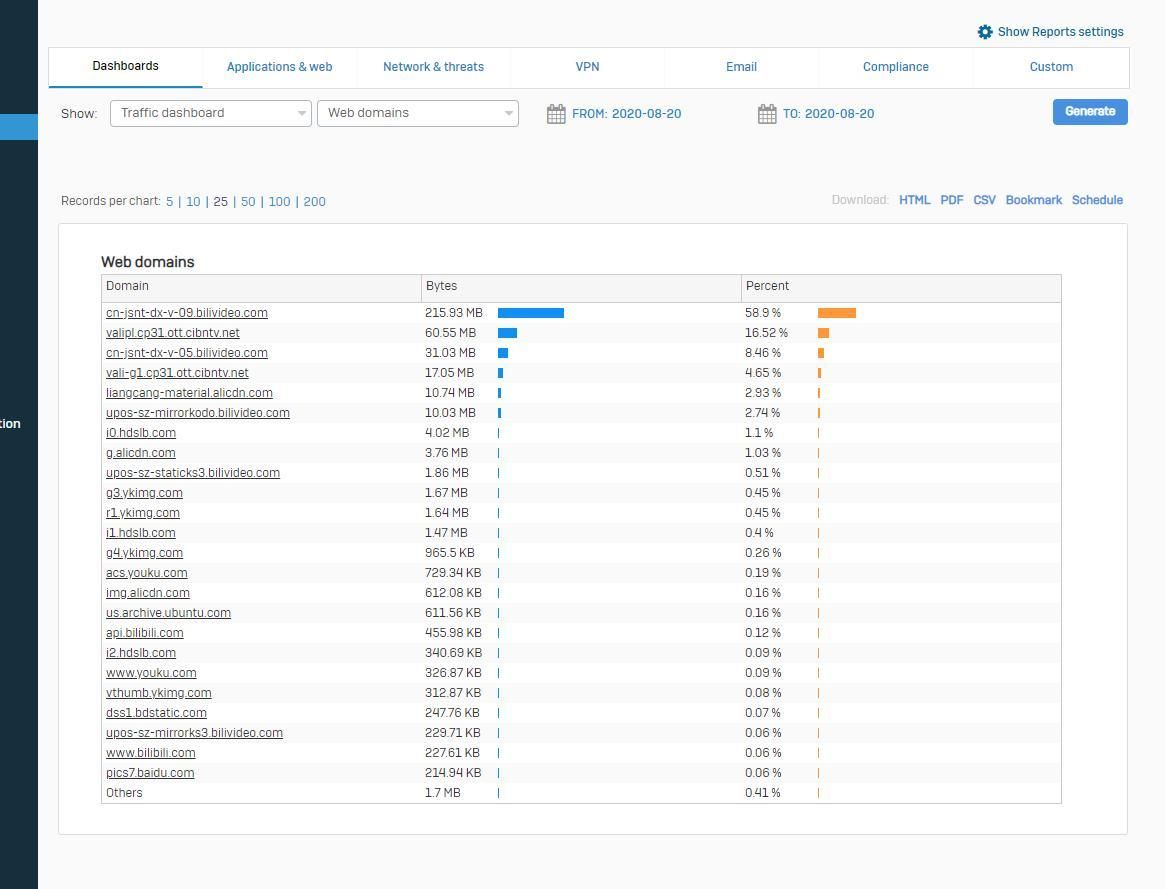 Show Reports settings
Dashboards Applications & web Network & threats VPN Email Compliance Custom
Show: Traffic dashboard Web domains FROM: 2020-08-20 TO: 2020-08-20 Generate
Records per chart: 5 | 10 | 25 | 50 | 100 | 200 Download: HTML PDF CSV Bookmark Schedule
Web domains
Domain Bytes Percent
cn-jsnt-dx-v-09.bilivideo.com 215.93 MB 58.9 %
valipl.cp31.ott.cibntv.net 60.55 MB 16.52 %
cn-jsnt-dx-v-05.bilivideo.com 31.03 MB 8.46 %
vali-g1.cp31.ott.cibntv.net 17.05 MB 4.65 %
liangcang-material.alicdn.com 10.74 MB 2.93 %
upos-sz-mirrorkodo.bilivideo.com 10.03 MB 2.74 %
i0.hdslb.com 4.02 MB 1.1 %
g.alicdn.com 3.76 MB 1.03 %
tion
upos-sz-staticks3.bilivideo.com 1.86 MB 0.51 %
g3.ykimg.com 1.67 MB 0.45 %
r1.ykimg.com 1.64 MB 0.45 %
i1.hdslb.com 1.47 MB 0.4 %
g4.ykimg.com 965.5 KB 0.26 %
acs.youku.com 729.34 KB 0.19 %
img.alicdn.com 612.08 KB 0.16 %
us.archive.ubuntu.com 611.56 KB 0.16 %
api.bilibili.com 455.98 KB 0.12 %
i2.hdslb.com 340.69 KB 0.09 %
www.youku.com 326.87 KB 0.09 %
vthumb.ykimg.com 312.87 KB 0.08 %
dss1.bdstatic.com 247.76 KB 0.07 %
upos-sz-mirrorks3.bilivideo.com 229.71 KB 0.06 %
www.bilibili.com 227.61 KB 0.06 %
pics7.baidu.com 214.94 KB 0.06 %
Others 1.7 MB 0.41 %